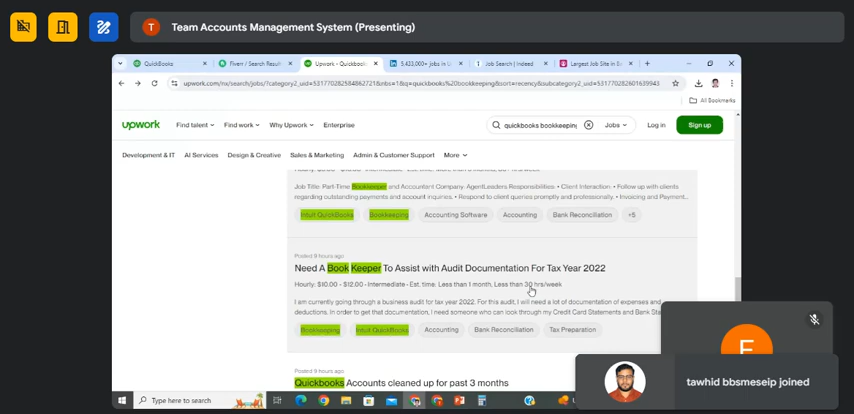 T Team Accounts Management System (Presenting)
QuickBooks
Fiverr / Search Result
Upwork - Quickbook
5,433,000+ jobs in U
Job Search | Indeed
Largest Job Site in
upwork.com/nx/search/jobs/?category2_uid=531770282584862721&nbs=1&q=quickbooks%20bookkeeping&sort=recency&subcategory2_uid=531770282601639943
All Bookmarks
upwork
Find talent
Find work
Why Upwork
Enterprise
quickbooks bookkeeping
Jobs
Log in
Sign up
Development & IT
AI Services
Design & Creative
Sales & Marketing
Admin & Customer Support
More
Job Title: Part-Time Bookkeeper and Accountant Company: AgentLeaders Responsibilities: • Client Interaction: • Follow up with clients
regarding outstanding payments and account inquiries. • Respond to client queries promptly and professionally. • Invoicing and Payment...
Intuit QuickBooks
Bookkeeping
Accounting Software
Accounting
Bank Reconciliation
+5
Posted 9 hours ago
Need A Book Keeper To Assist with Audit Documentation For Tax Year 2022
Hourly: $10.00 - $12.00 - Intermediate - Est. time: Less than 1 month, Less than 30 hrs/week
I am currently going through a business audit for tax year 2022. For this audit, I will need a lot of documentation of expenses and
deductions. In order to get that documentation, I need someone who can look through my Credit Card Statements and Bank Sta
Bookkeeping
Intuit QuickBooks
Accounting
Bank Reconciliation
Tax Preparation
Posted 9 hours ago
Quickbooks Accounts cleaned up for past 3 months
Type here to search
tawhid bbsmeseip joined